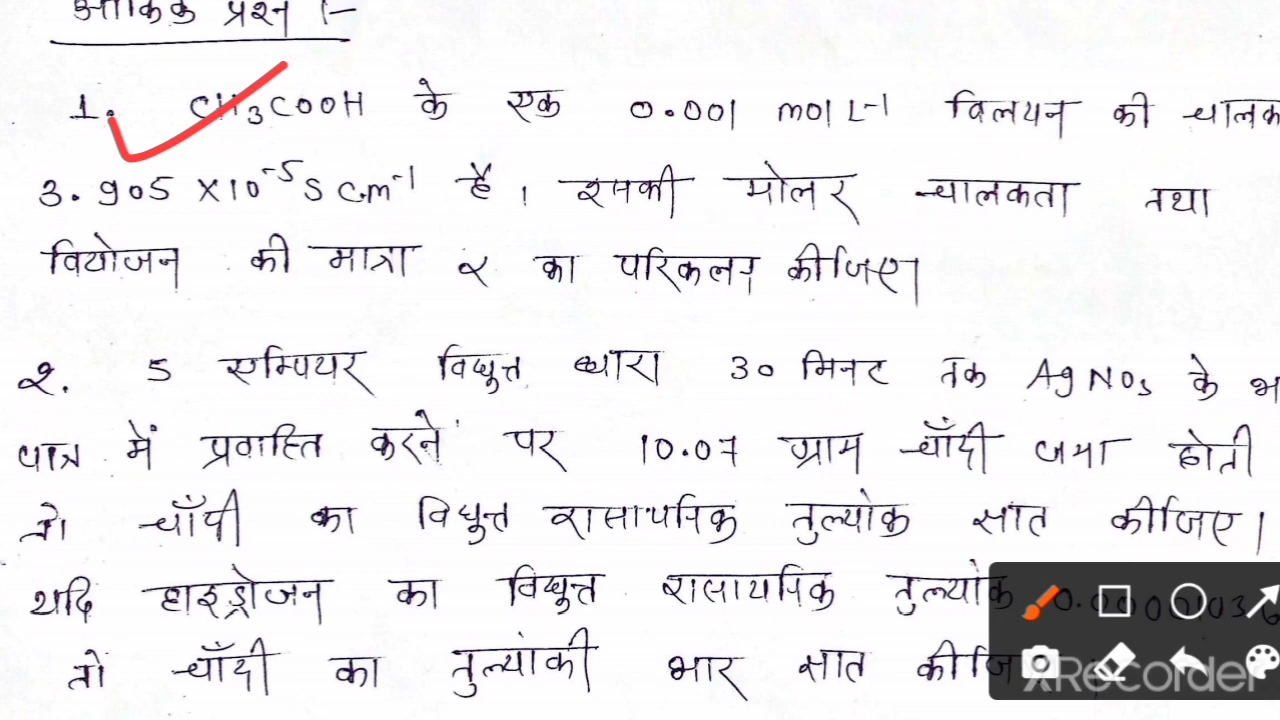 आंकिक प्रश्न :-
1. CH3COOH के एक 0.001 mol L-1 विलयन की चालक
3.905 X10-5 S cm-1 है। इसकी मोलर चालकता तथा
वियोजन की मात्रा α का परिकलन कीजिए।
2. 5 एम्पियर विद्युत धारा 30 मिनट तक AgNO3 के भ
पात्र में प्रवाहित करने पर 10.07 ग्राम चाँदी जमा होती
तो चाँदी का विद्युत रासायनिक तुल्यांक ज्ञात कीजिए।
यदि हाइड्रोजन का विद्युत रासायनिक तुल्यांक
तो चाँदी का तुल्यांकी भार ज्ञात कीजि
XRecorder